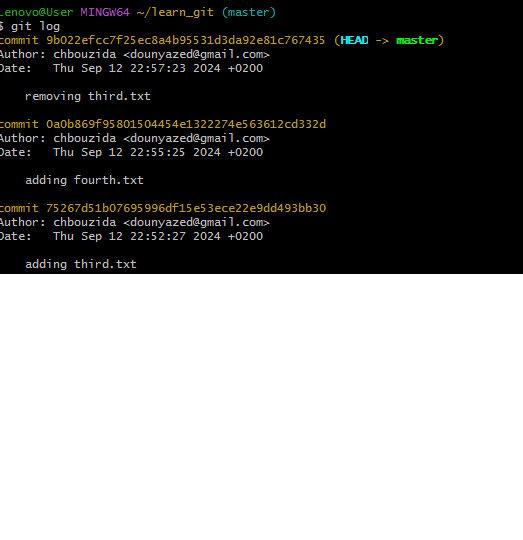 Lenovo@User MINGW64 ~/learn_git (master)
$ git log
commit 9b022efcc7f25ec8a4b95531d3da92e81c767435 (HEAD -> master)
Author: chbouzida <dounyazed@gmail.com>
Date:   Thu Sep 12 22:57:23 2024 +0200
    removing third.txt
commit 0a0b869f95801504454e1322274e563612cd332d
Author: chbouzida <dounyazed@gmail.com>
Date:   Thu Sep 12 22:55:25 2024 +0200
    adding fourth.txt
commit 75267d51b07695996df15e53ece22e9dd493bb30
Author: chbouzida <dounyazed@gmail.com>
Date:   Thu Sep 12 22:52:27 2024 +0200
    adding third.txt